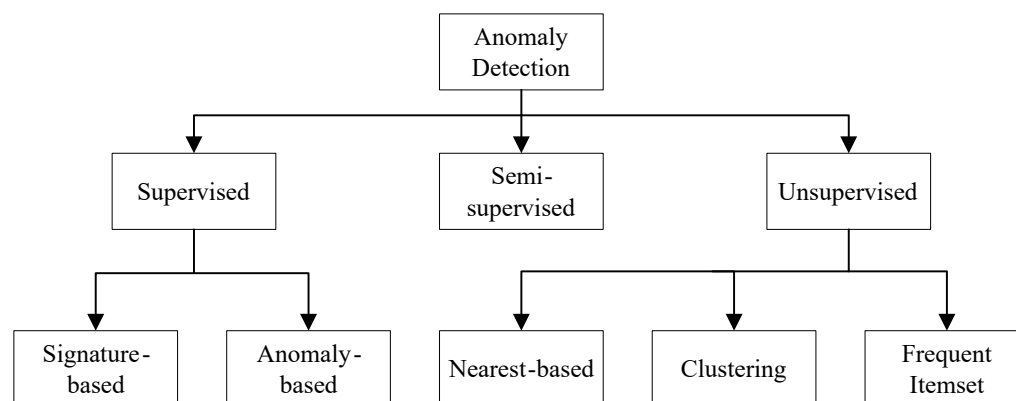 Anomaly
Detection
Supervised
Semi-
supervised
Unsupervised
Signature-
based
Anomaly-
based
Nearest-based
Clustering
Frequent
Itemset